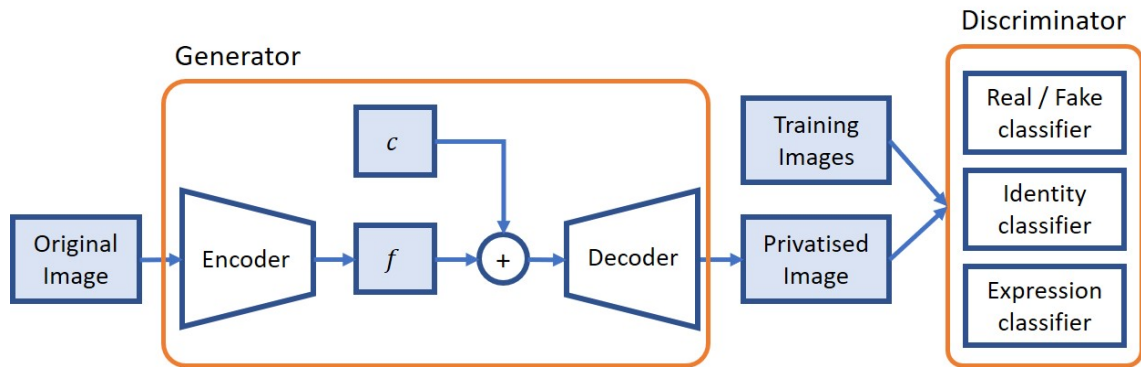 Generator
Discriminator
Original
Image
Encoder
c
f
+
Decoder
Training
Images
Privatised
Image
Real / Fake
classifier
Identity
classifier
Expression
classifier